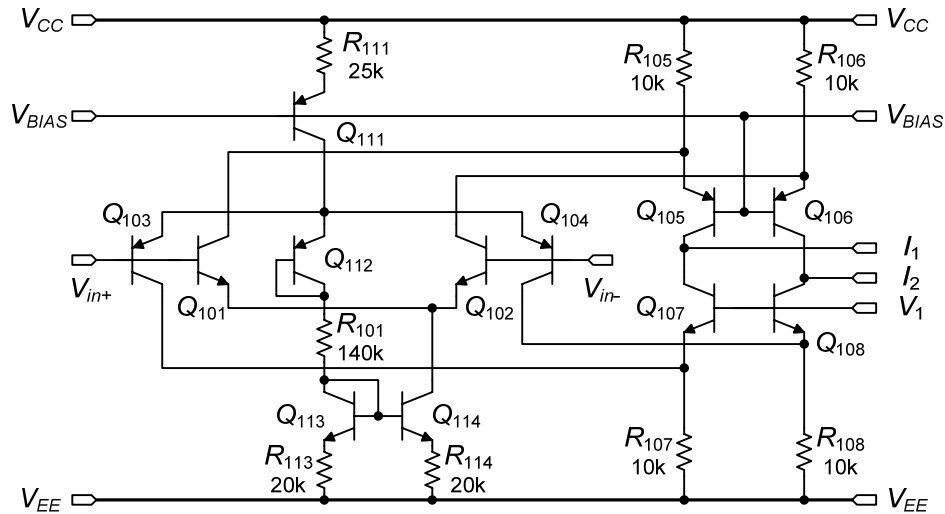 VCC
R111
25k
R105
10k
R106
10k
VCC
VBIAS
Q111
VBIAS
Q103
Q104
Q105
Q106
Q112
I1
Vin+
Q101
Q102
Vin-
I2
R101
140k
Q107
V1
Q108
Q113
Q114
R113
20k
R114
20k
R107
10k
R108
10k
VEE
VEE